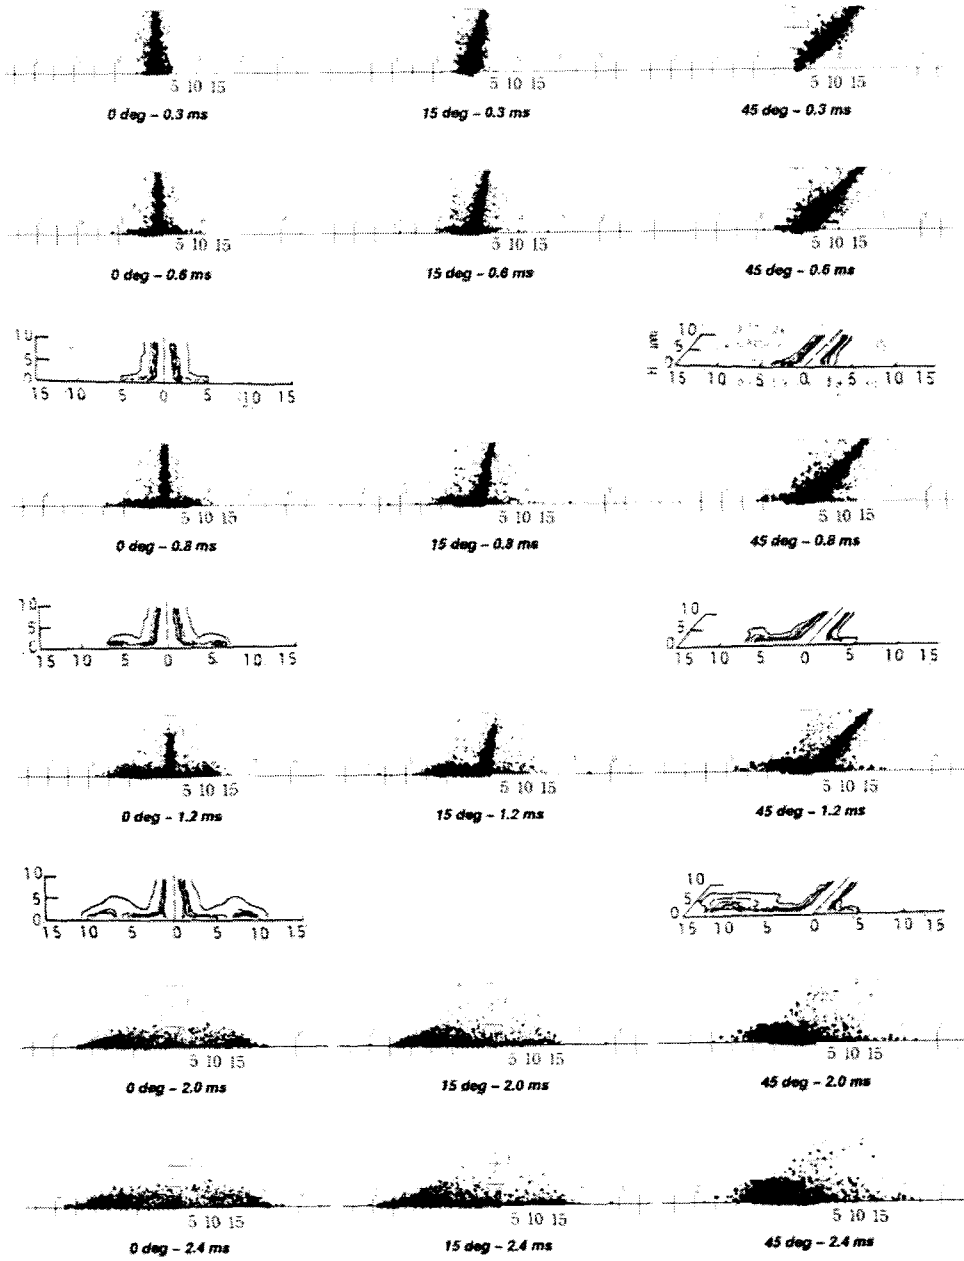 5 10 15 5 10 15 5 10 15
0 deg – 0.3 ms 15 deg – 0.3 ms 45 deg – 0.3 ms
5 10 15 5 10 15 5 10 15
0 deg – 0.6 ms 15 deg – 0.6 ms 45 deg – 0.6 ms
10 10
5 5
0 H 0
15 10 5 0 5 10 15 15 10 5 0 5 10 15
5 10 15 5 10 15 5 10 15
0 deg – 0.8 ms 15 deg – 0.8 ms 45 deg – 0.8 ms
10 10
5 5
0 0
15 10 5 0 5 10 15 15 10 5 0 5 10 15
5 10 15 5 10 15 5 10 15
0 deg – 1.2 ms 15 deg – 1.2 ms 45 deg – 1.2 ms
10 10
5 5
0 0
15 10 5 0 5 10 15 15 10 5 0 5 10 15
5 10 15 5 10 15 5 10 15
0 deg – 2.0 ms 15 deg – 2.0 ms 45 deg – 2.0 ms
5 10 15 5 10 15 5 10 15
0 deg – 2.4 ms 15 deg – 2.4 ms 45 deg – 2.4 ms